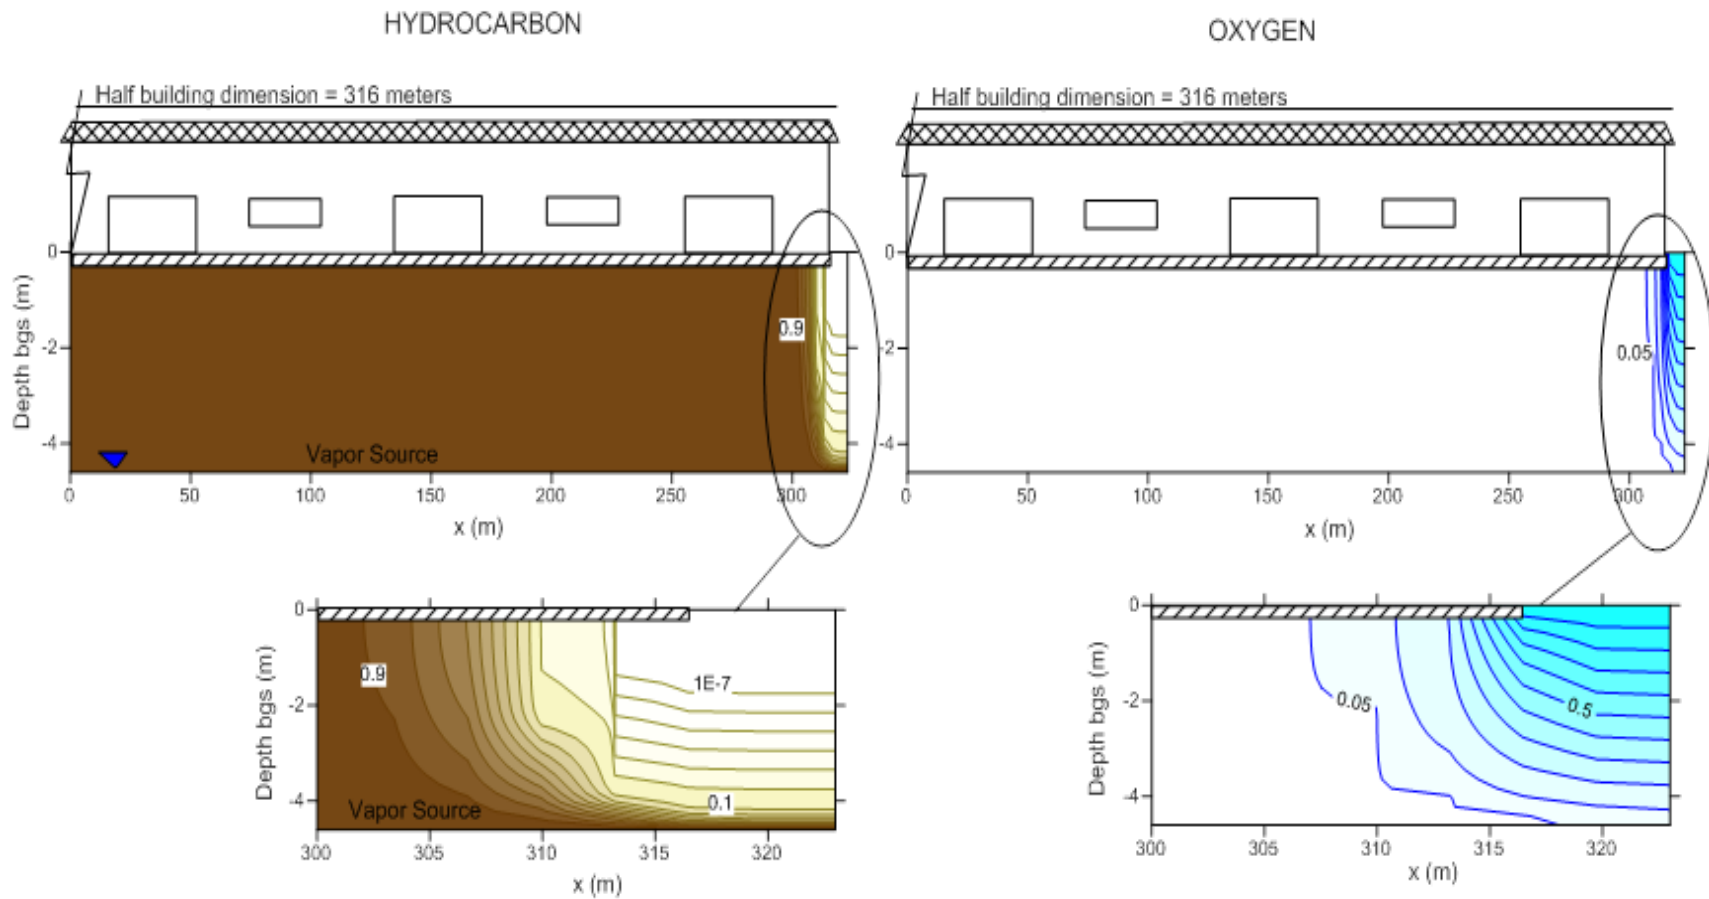 HYDROCARBON
OXYGEN
Half building dimension = 316 meters
Half building dimension = 316 meters
0
-2
-4
Depth bgs (m)
0.9
Vapor Source
0 50 100 150 200 250 300
x (m)
0
-2
-4
0.05
0 50 100 150 200 250 300
x (m)
0
-2
-4
Depth bgs (m)
0.9
1E-7
0.1
Vapor Source
300 305 310 315 320
x (m)
0
-2
-4
Depth bgs (m)
0.05
0.5
300 305 310 315 320
x (m)